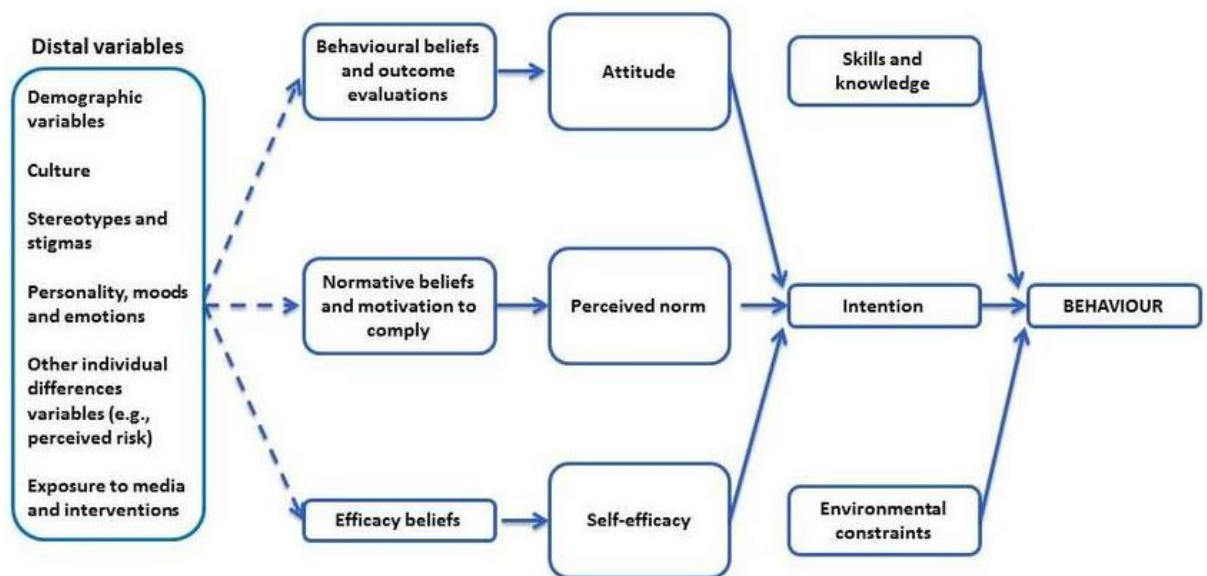 Distal variables
Demographic
variables
Culture
Stereotypes and
stigmas
Personality, moods
and emotions
Other individual
differences
variables (e.g.,
perceived risk)
Exposure to media
and interventions
Behavioural beliefs
and outcome
evaluations
Normative beliefs
and motivation to
comply
Efficacy beliefs
Attitude
Perceived norm
Self-efficacy
Skills and
knowledge
Intention
Environmental
constraints
BEHAVIOUR